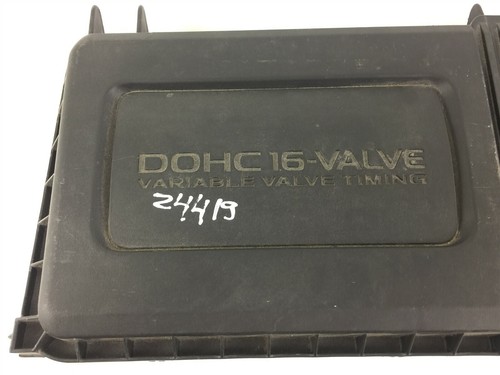 DOHC 16-VALVE
VARIABLE VALVE TIMING
24419